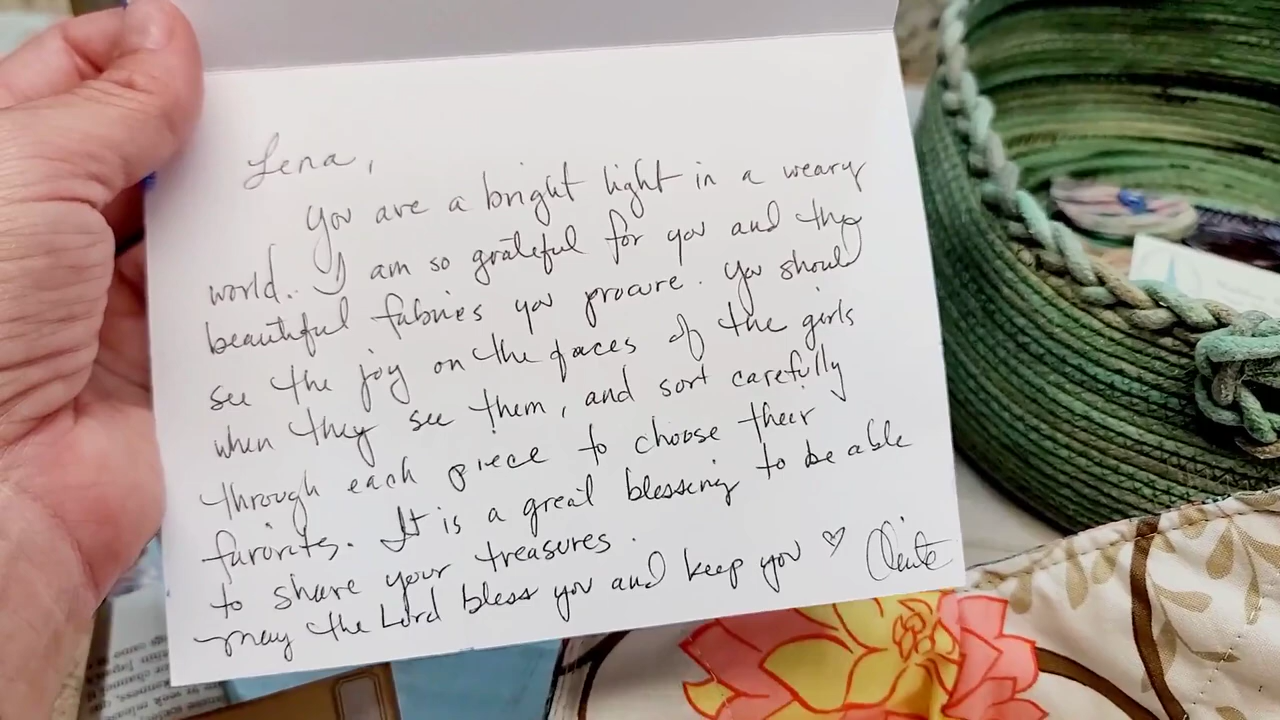 Lena,
You are a bright light in a weary
world. I am so grateful for you and the
beautiful fabrics you procure. You should
see the joy on the faces of the girls
when they see them, and sort carefully
through each piece to choose their
favorites. It is a great blessing to be able
to share your treasures.
May the Lord bless you and keep you ♡